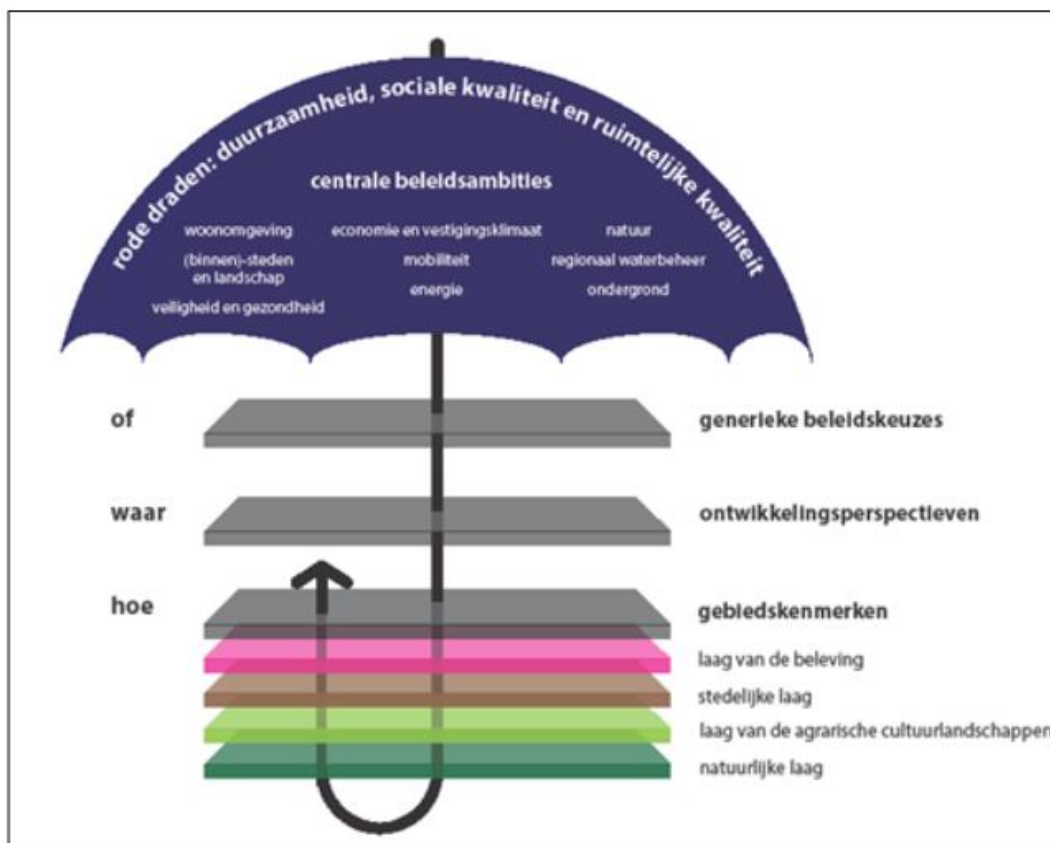 rode draden: duurzaamheid, sociale kwaliteit en ruimtelijke kwaliteit
centrale beleidsambities
woonomgeving
(binnen)-steden
en landschap
veiligheid en gezondheid
economie en vestigingsklimaat
mobiliteit
energie
natuur
regionaal waterbeheer
ondergrond
of
generieke beleidskeuzes
waar
ontwikkelingsperspectieven
hoe
gebiedskenmerken
laag van de beleving
stedelijke laag
laag van de agrarische cultuurlandschappen
natuurlijke laag